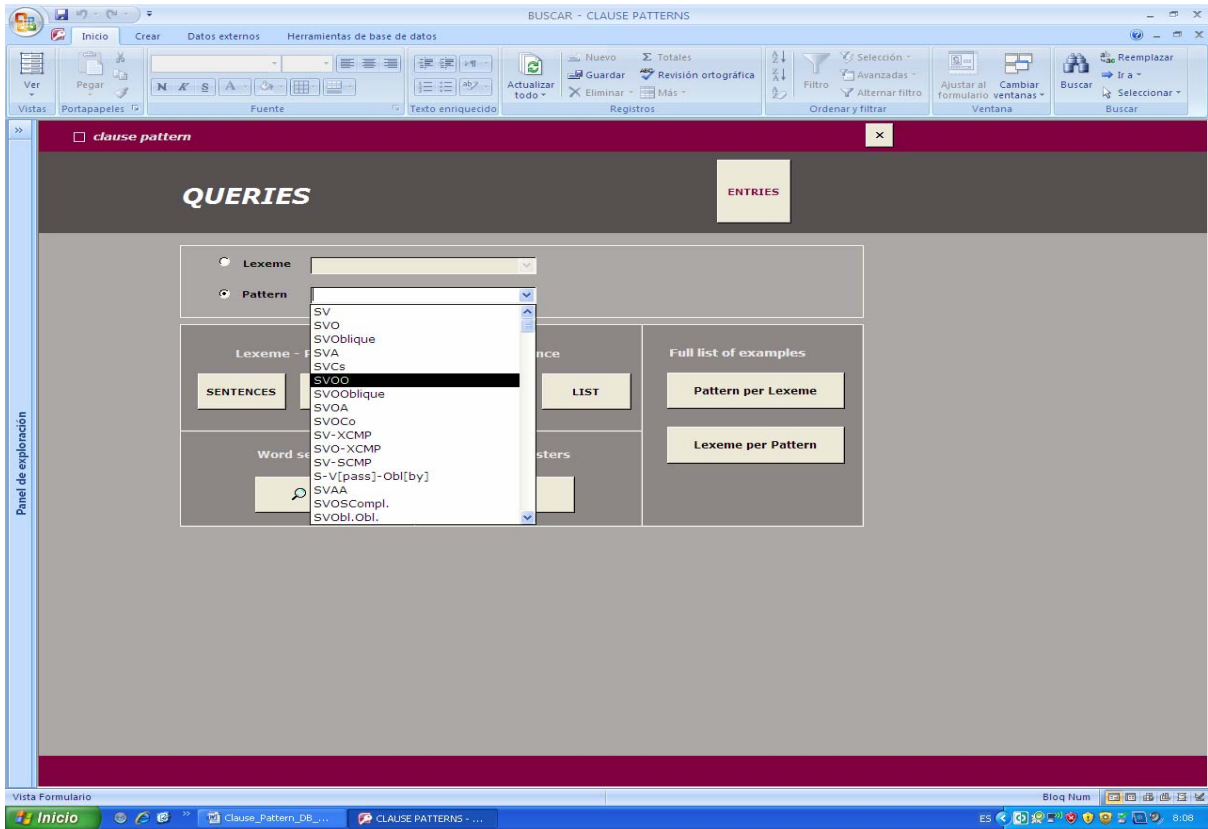 BUSCAR - CLAUSE PATTERNS
Inicio Crear Datos externos Herramientas de base de datos
Ver
Pegar
N K S A
Actualizar todo
Nuevo
Guardar
Eliminar
Σ Totales
Revisión ortográfica
Más
Filtro
Selección
Avanzadas
Alternar filtro
Ajustar al formulario
Cambiar ventanas
Buscar
Reemplazar
Ir a
Seleccionar
Vistas Portapapeles Fuente Texto enriquecido Registros Ordenar y filtrar Ventana Buscar
clause pattern
QUERIES
ENTRIES
Lexeme
Pattern
SV
SVO
SVOblique
SVA
SVCs
SVOO
SVOOblique
SVOA
SVOCo
SV-XCMP
SVO-XCMP
SV-SCMP
S-V[pass]-Obl[by]
SVAA
SVOSCompl.
SVObl.Obl.
Lexeme - 
nce
SENTENCES
LIST
Word se
sters
Full list of examples
Pattern per Lexeme
Lexeme per Pattern
Panel de exploración
Vista Formulario
Bloq Num
Inicio
Clause_Pattern_DB_...
CLAUSE PATTERNS - ...
ES
8:08